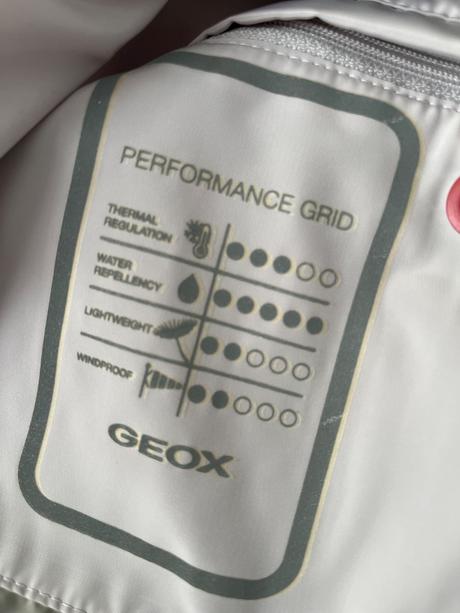 PERFORMANCE GRID
THERMAL
REGULATION
WATER
REPELLENCY
LIGHTWEIGHT
WINDPROOF
GEOX